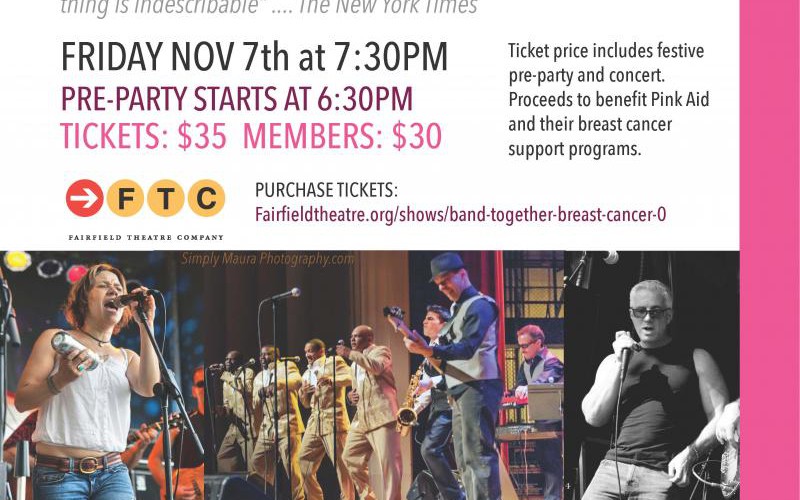 thing is indescribable" .... The New York Times
FRIDAY NOV 7th at 7:30PM
PRE-PARTY STARTS AT 6:30PM
TICKETS: $35 MEMBERS: $30
Ticket price includes festive
pre-party and concert.
Proceeds to benefit Pink Aid
and their breast cancer
support programs.
FTC
FAIRFIELD THEATRE COMPANY
PURCHASE TICKETS:
Fairfieldtheatre.org/shows/band-together-breast-cancer-0
Simply Maura Photography.com